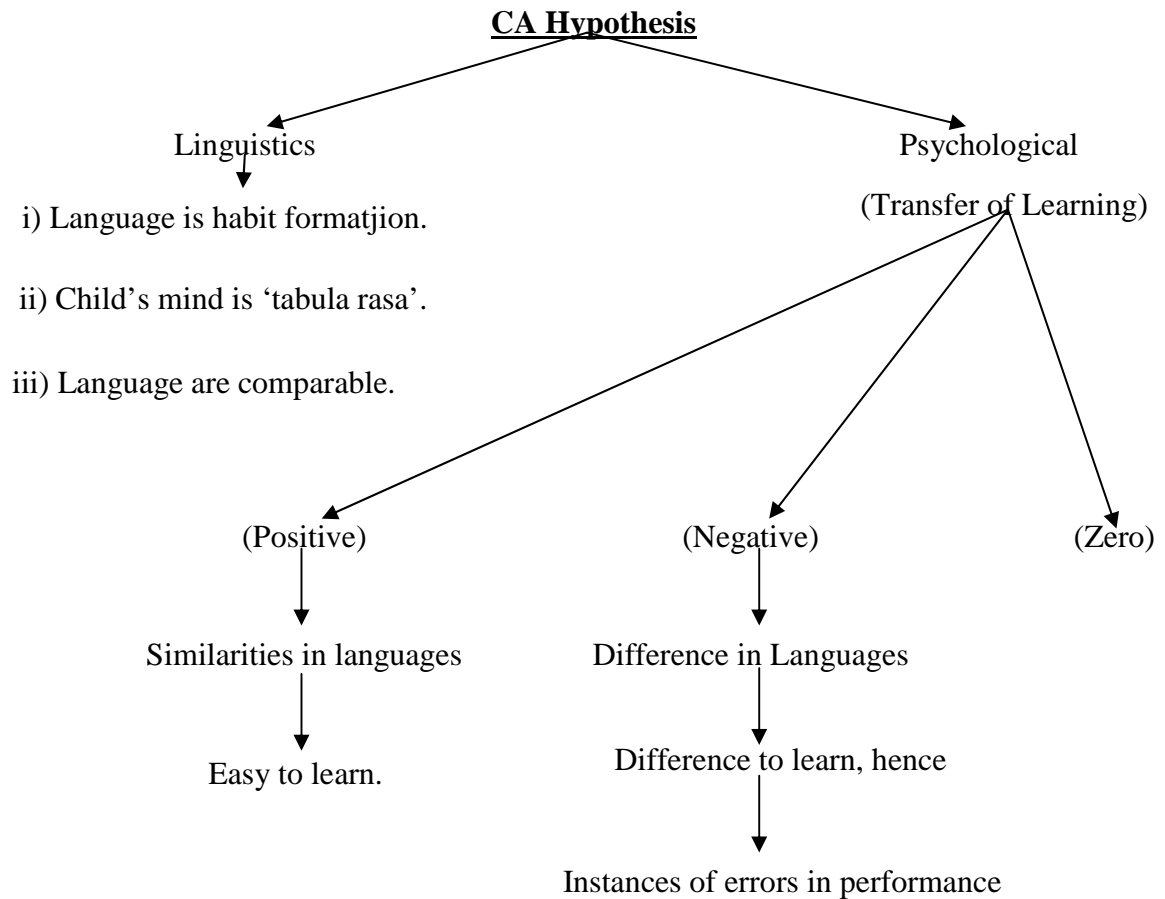 CA Hypothesis
Linguistics
Psychological
i) Language is habit formatjion.
(Transfer of Learning)
ii) Child’s mind is ‘tabula rasa’.
iii) Language are comparable.
(Positive)
(Negative)
(Zero)
Similarities in languages
Difference in Languages
Easy to learn.
Difference to learn, hence
Instances of errors in performance